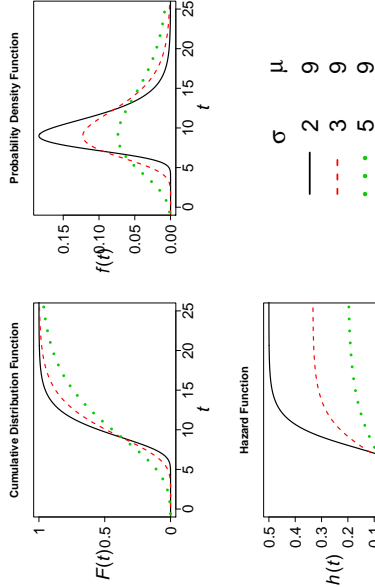 Cumulative Distribution Function
F(t)
1
0.5
0
0 5 10 15 20 25
t
Probability Density Function
f(t)
0.15
0.10
0.05
0.00
0 5 10 15 20 25
t
Hazard Function
h(t)
0.5
0.4
0.3
0.2
0.1
σ μ
2 9
3 9
5 9